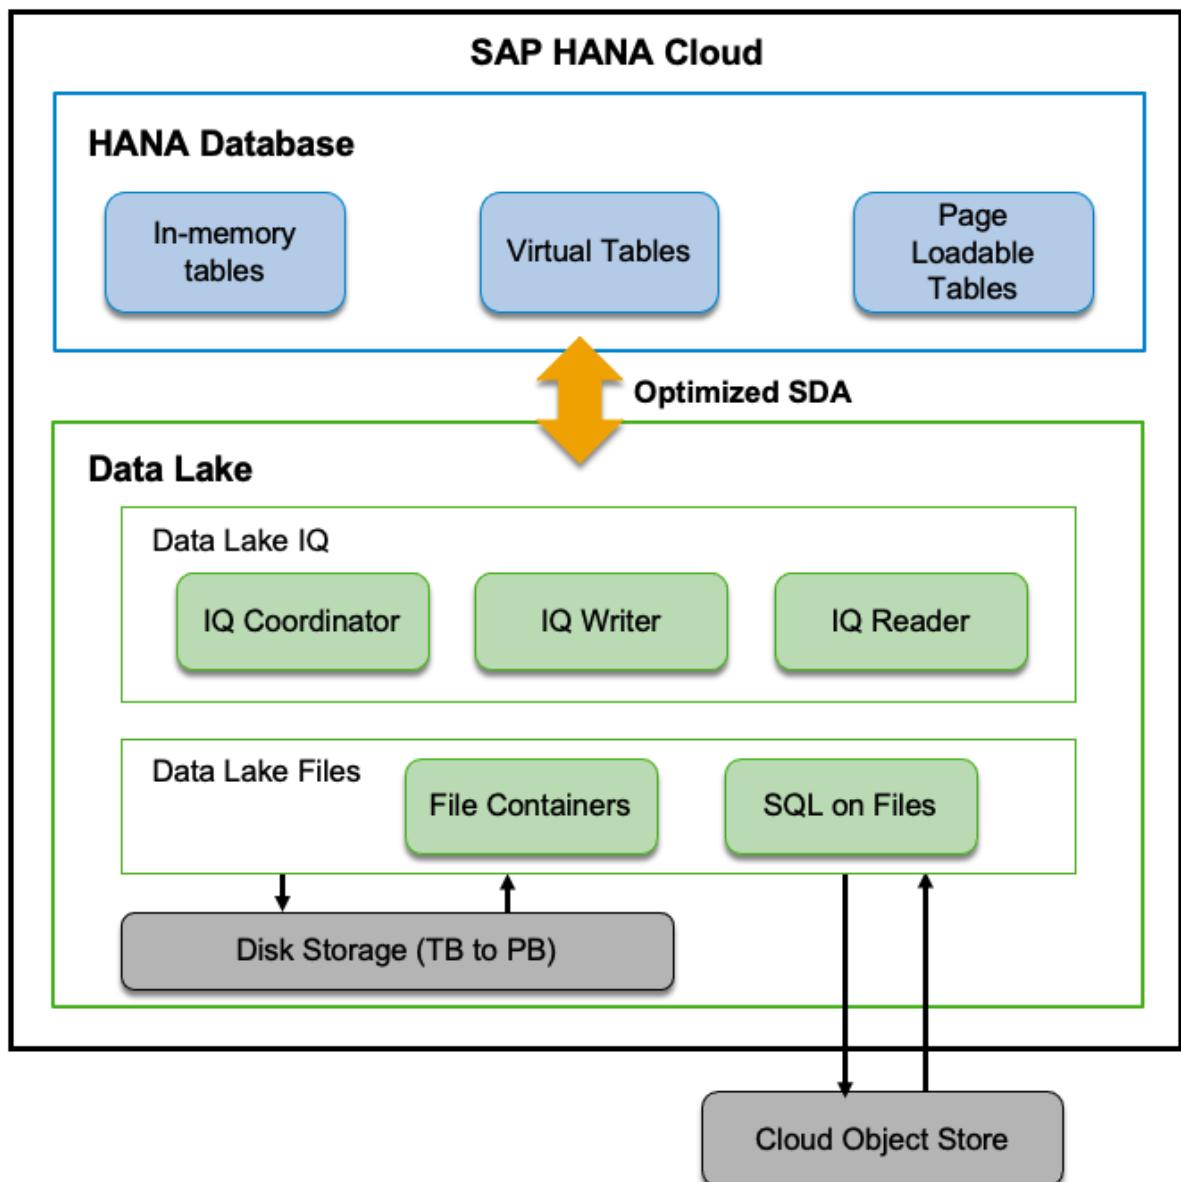 SAP HANA Cloud
HANA Database
In-memory
tables
Virtual Tables
Page
Loadable
Tables
Optimized SDA
Data Lake
Data Lake IQ
IQ Coordinator
IQ Writer
IQ Reader
Data Lake Files
File Containers
SQL on Files
Disk Storage (TB to PB)
Cloud Object Store